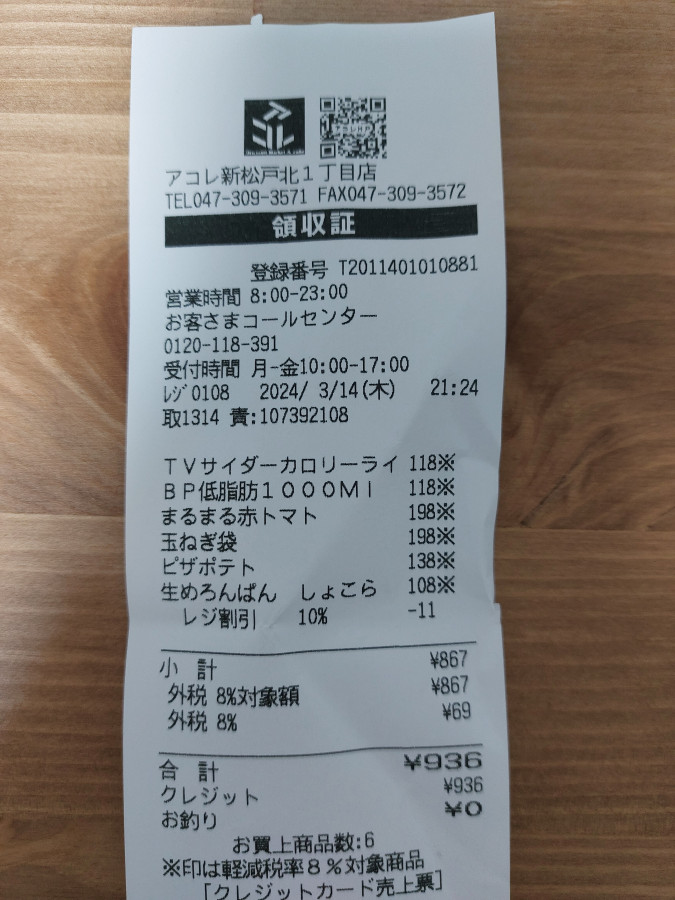 アコレ
アコレ新松戸北1丁目店
TEL047-309-3571 FAX047-309-3572
領収証
登録番号 T2011401010881
営業時間 8:00-23:00
お客さまコールセンター
0120-118-391
受付時間 月-金10:00-17:00
ﾚｼﾞ0108 2024/ 3/14(木) 21:24
取1314 責:107392108
TVサイダーカロリーライ 118※
BP低脂肪1000Ml 118※
まるまる赤トマト 198※
玉ねぎ袋 198※
ピザポテト 138※
生めろんぱん しょこら 108※
レジ割引 10% -11
小 計 ¥867
外税 8%対象額 ¥867
外税 8% ¥69
合 計 ¥936
クレジット ¥936
お釣り ¥0
お買上商品数:6
※印は軽減税率8%対象商品
[クレジットカード売上票]